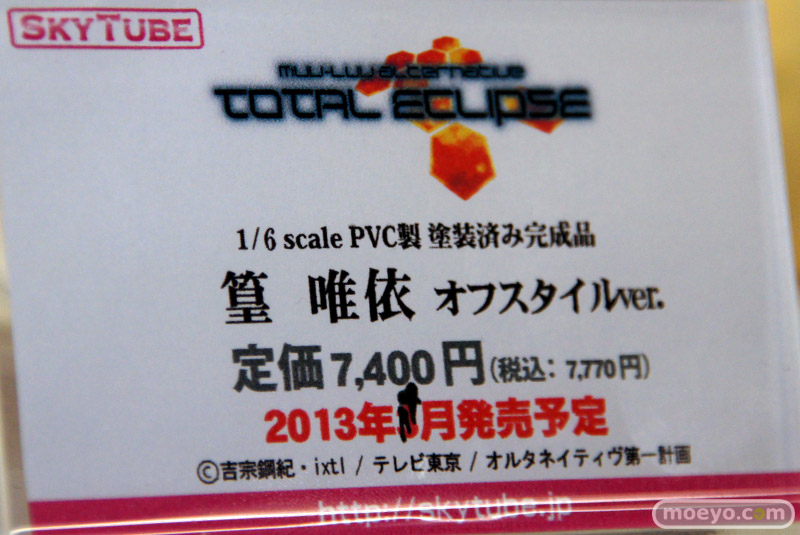 SKYTUBE
muv-luv alternative
TOTAL ECLIPSE
1/6 scale PVC製 塗装済み完成品
篁 唯依 オフスタイルver.
定価7,400円(税込: 7,770円)
2013年4月発売予定
©吉宗鋼紀・ixtl / テレビ東京 / オルタネイティヴ第一計画
http://skytube.jp
moeyo.com